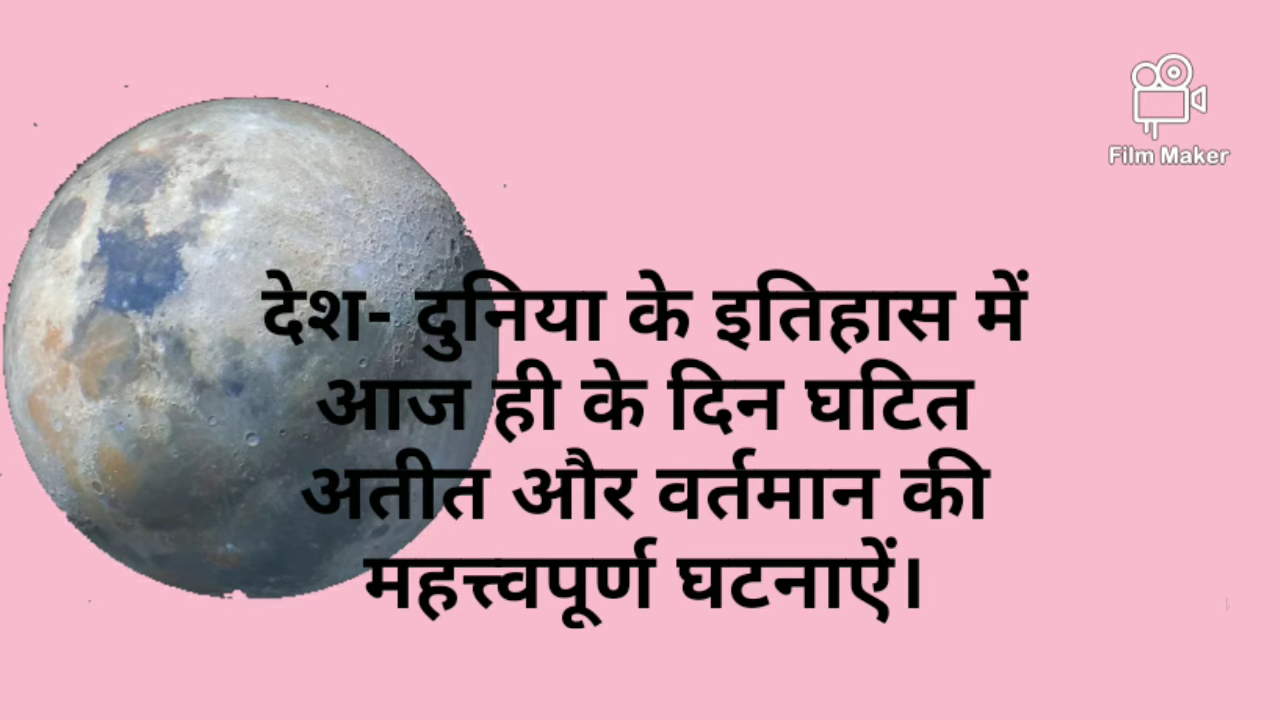 Film Maker
देश- दुनिया के इतिहास में
आज ही के दिन घटित
अतीत और वर्तमान की
महत्त्वपूर्ण घटनाऐं।